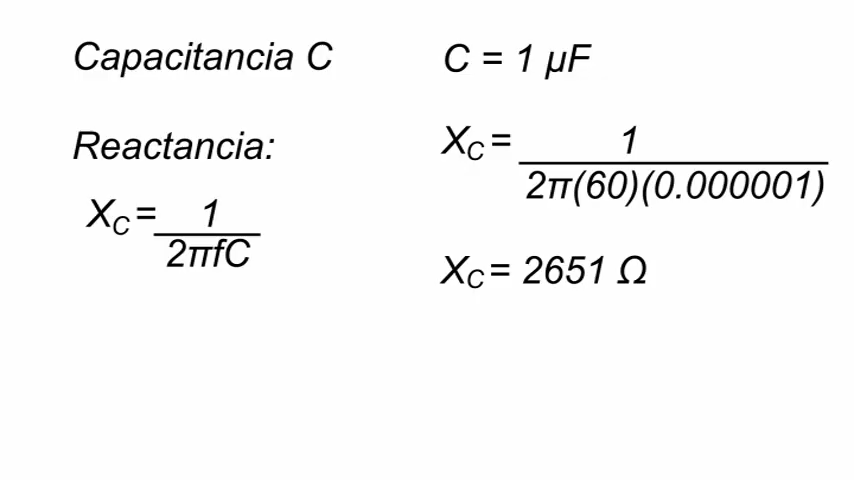 Capacitancia C
Reactancia:
X_C = 1
2πfC
C = 1 µF
X_C = 1
2π(60)(0.000001)
X_C = 2651 Ω